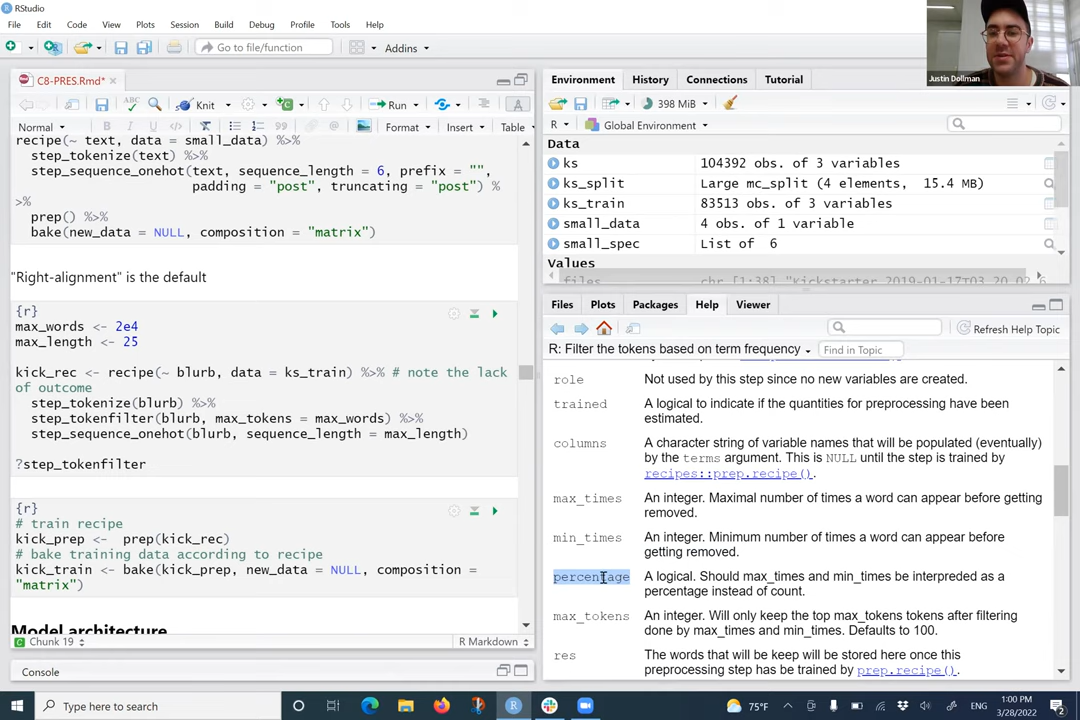 RStudio
File Edit Code View Plots Session Build Debug Profile Tools Help
Go to file/function Addins
Justin Dollman
C8-PRES.Rmd*
Knit Run
Normal B I U Format Insert Table
recipe(~ text, data = small_data) %>%
step_tokenize(text) %>%
step_sequence_onehot(text, sequence_length = 6, prefix = "",
padding = "post", truncating = "post") %
>%
prep() %>%
bake(new_data = NULL, composition = "matrix")
"Right-alignment" is the default
{r}
max_words <- 2e4
max_length <- 25
kick_rec <- recipe(~ blurb, data = ks_train) %>% # note the lack
of outcome
step_tokenize(blurb) %>%
step_tokenfilter(blurb, max_tokens = max_words) %>%
step_sequence_onehot(blurb, sequence_length = max_length)
?step_tokenfilter
{r}
# train recipe
kick_prep <- prep(kick_rec)
# bake training data according to recipe
kick_train <- bake(kick_prep, new_data = NULL, composition =
"matrix")
Model architecture
Chunk 19 R Markdown
Console
Environment History Connections Tutorial
398 MiB
R Global Environment
Data
ks 104392 obs. of 3 variables
ks_split Large mc_split (4 elements, 15.4 MB)
ks_train 83513 obs. of 3 variables
small_data 4 obs. of 1 variable
small_spec List of 6
Values
files chr [1:38] "Kickstarter 2019-01-17T03 20 02 6
Files Plots Packages Help Viewer
Refresh Help Topic
R: Filter the tokens based on term frequency Find in Topic
role Not used by this step since no new variables are created.
trained A logical to indicate if the quantities for preprocessing have been
estimated.
columns A character string of variable names that will be populated (eventually)
by the terms argument. This is NULL until the step is trained by
recipes::prep.recipe().
max_times An integer. Maximal number of times a word can appear before getting
removed.
min_times An integer. Minimum number of times a word can appear before
getting removed.
percentage A logical. Should max_times and min_times be interpreded as a
percentage instead of count.
max_tokens An integer. Will only keep the top max_tokens tokens after filtering
done by max_times and min_times. Defaults to 100.
res The words that will be keep will be stored here once this
preprocessing step has be trained by prep.recipe().
Type here to search
75°F ENG 1:00 PM
3/28/2022 2